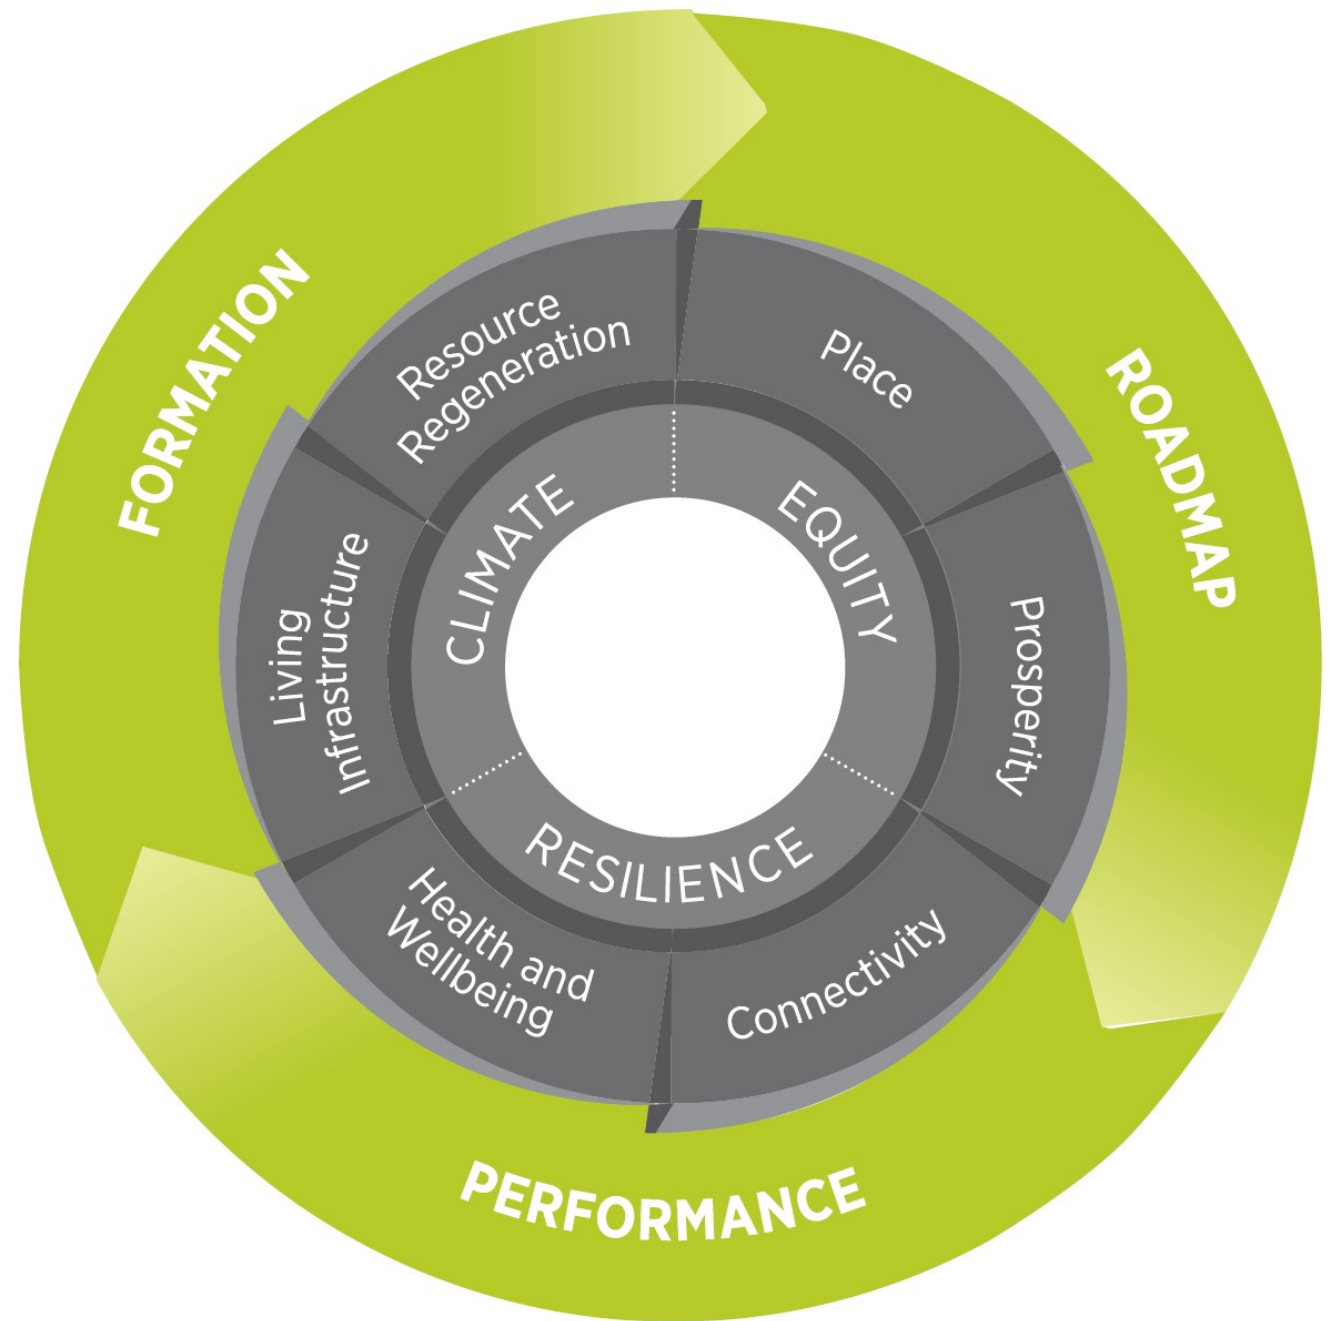 FORMATION
ROADMAP
PERFORMANCE
Resource
Regeneration
Place
Prosperity
Connectivity
Health and
Wellbeing
Living
Infrastructure
CLIMATE
EQUITY
RESILIENCE